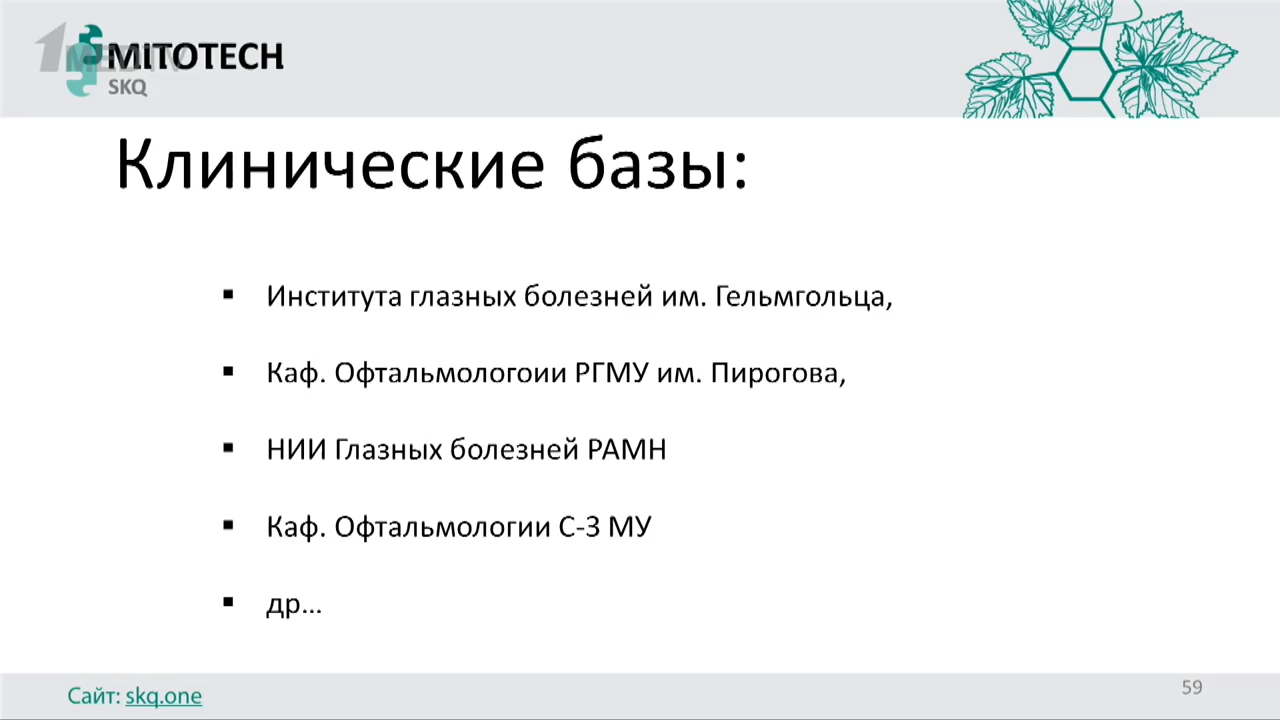 1MEDTV
MITOTECH
SKQ
Клинические базы:
▪ Института глазных болезней им. Гельмгольца,
▪ Каф. Офтальмологоии РГМУ им. Пирогова,
▪ НИИ Глазных болезней РАМН
▪ Каф. Офтальмологии С-З МУ
▪ др...
Сайт: skq.one
59